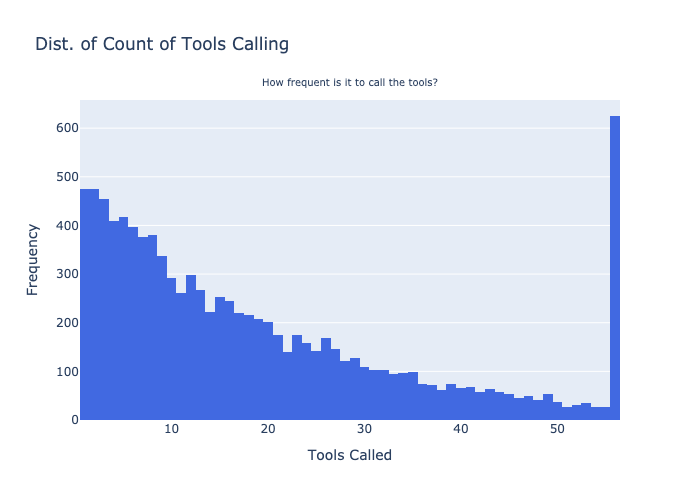 Dist. of Count of Tools Calling
How frequent is it to call the tools?
600
500
400
300
200
100
0
Frequency
10 20 30 40 50
Tools Called